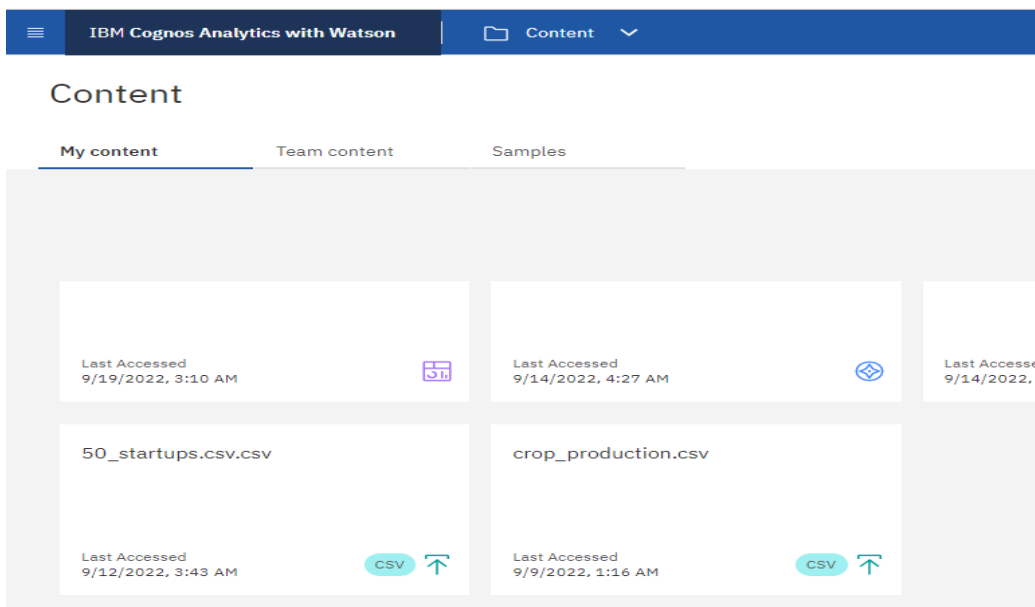 IBM Cognos Analytics with Watson
Content
Content
My content
Team content
Samples
Last Accessed
9/19/2022, 3:10 AM
Last Accessed
9/14/2022, 4:27 AM
Last Accesse
9/14/2022,
50_startups.csv.csv
crop_production.csv
Last Accessed
9/12/2022, 3:43 AM
CSV
Last Accessed
9/9/2022, 1:16 AM
CSV